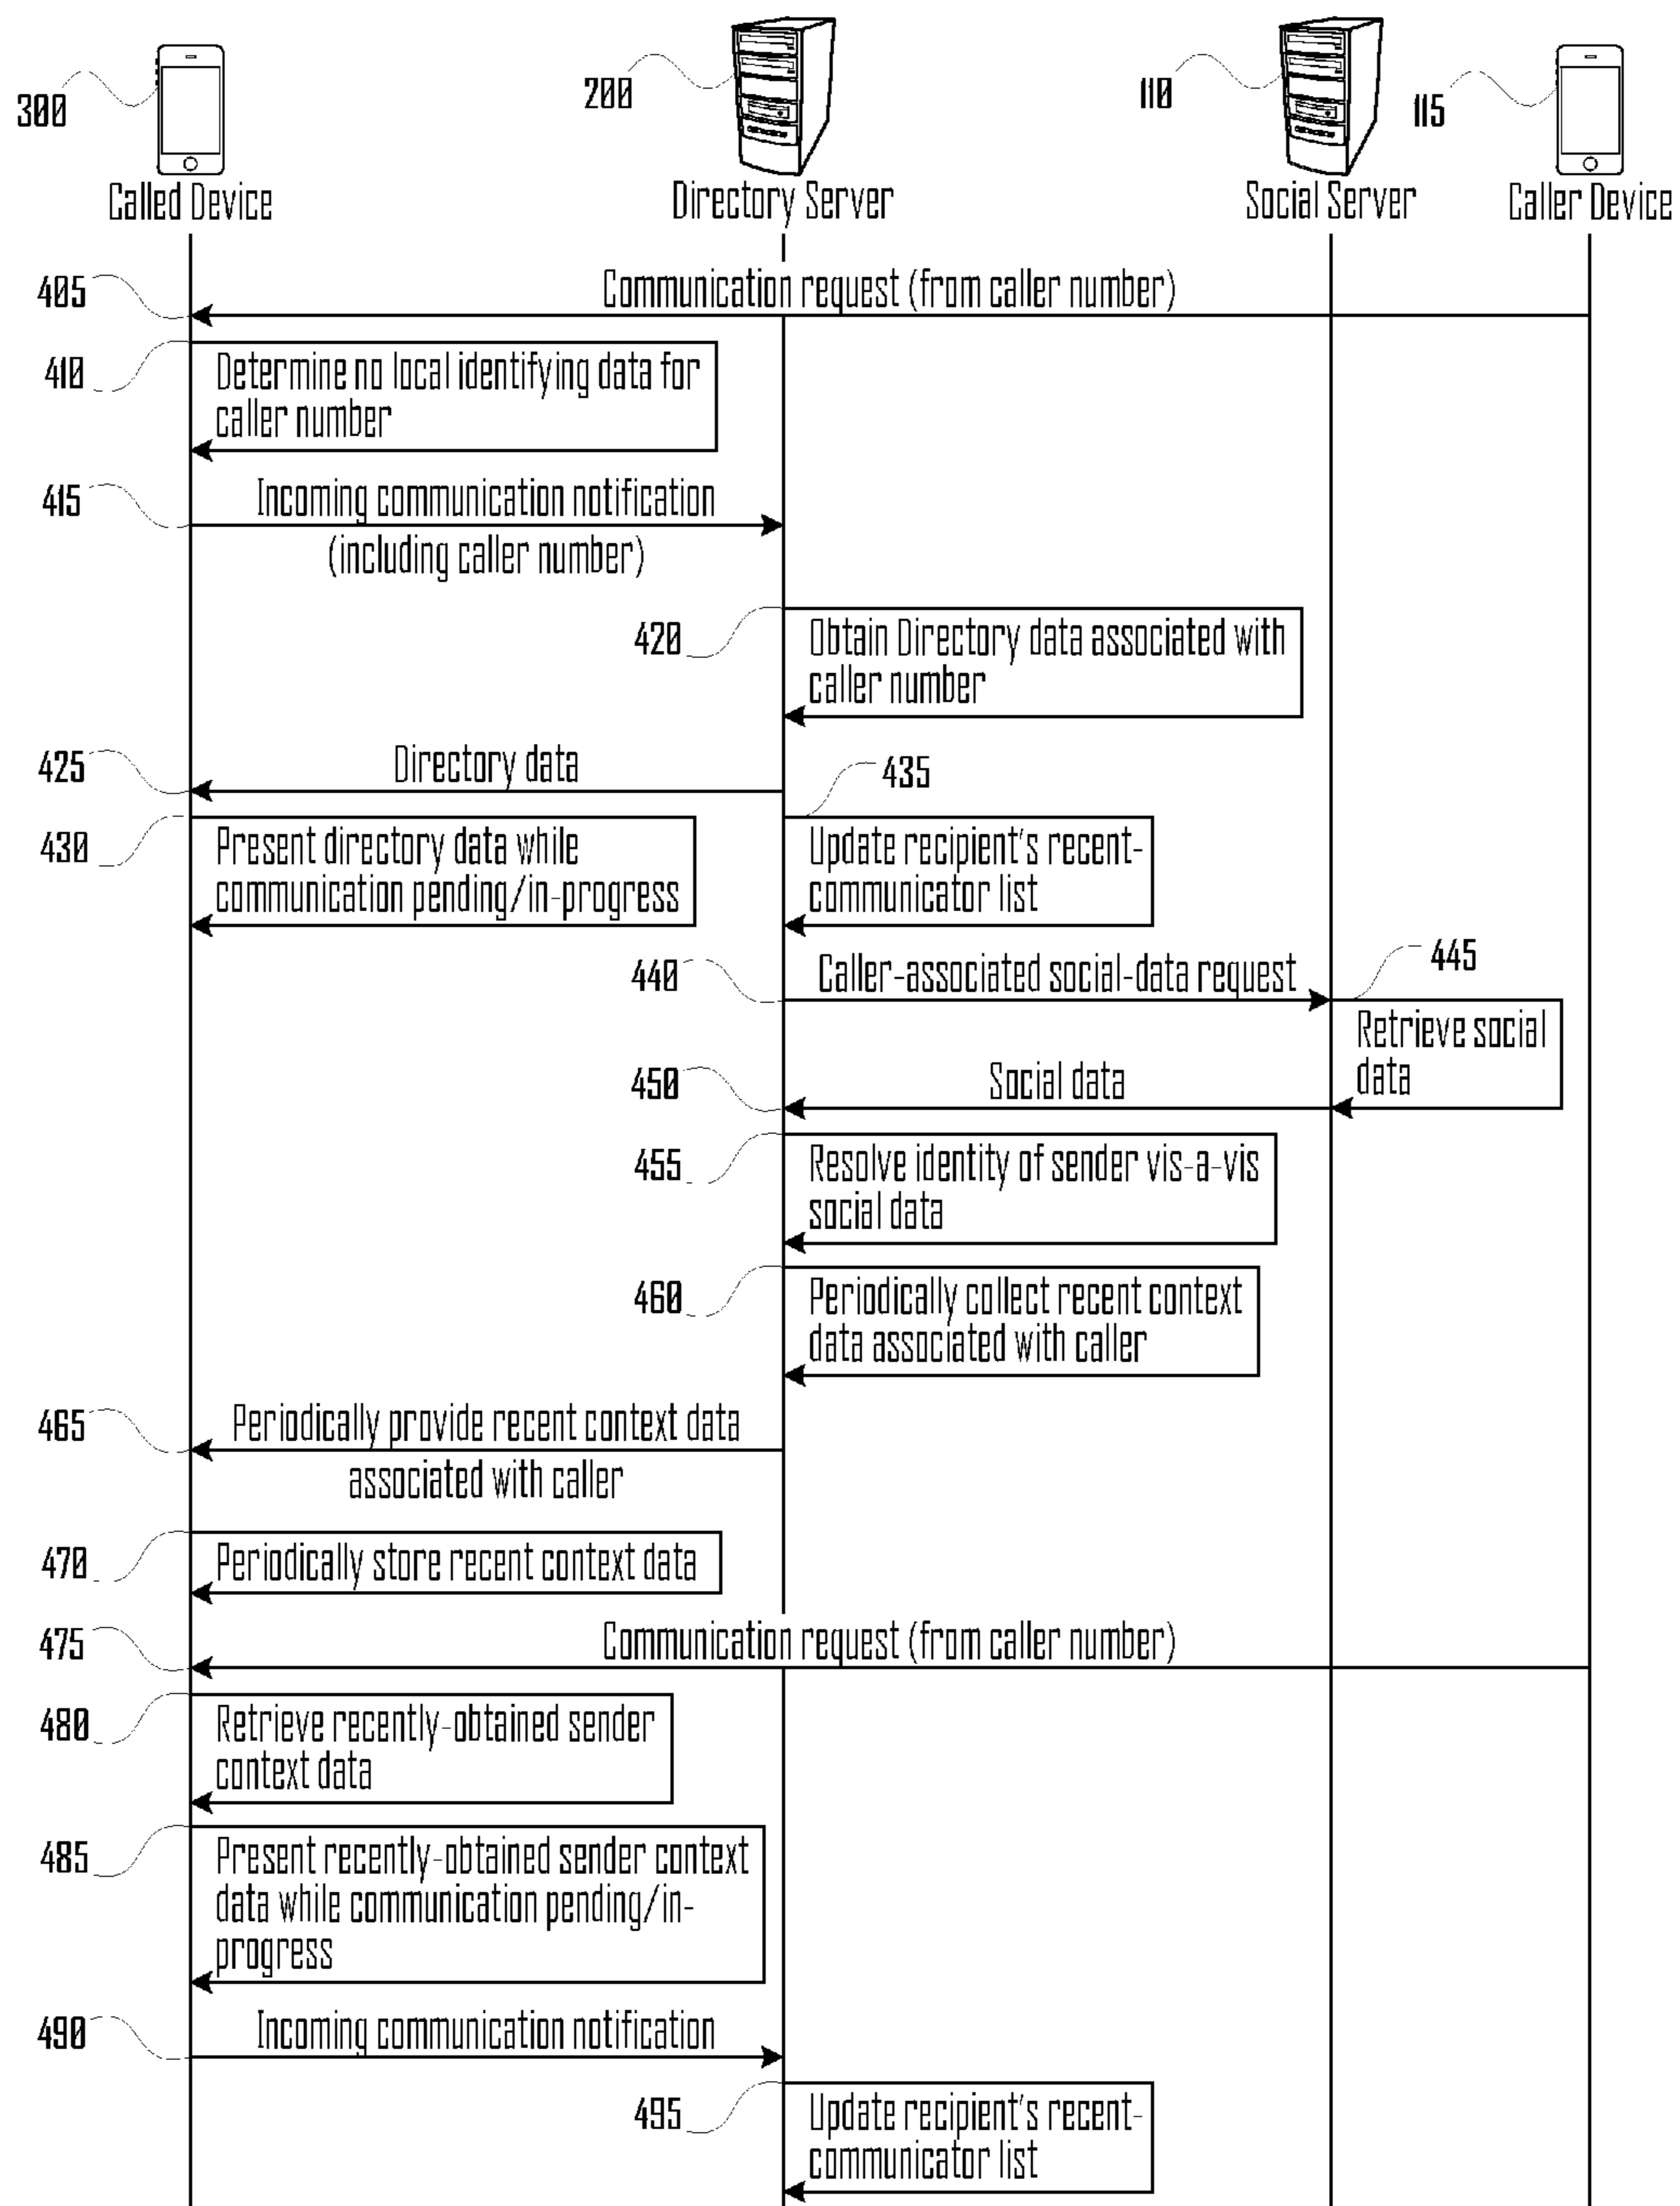 300
200
110
115
Called Device
Directory Server
Social Server
Caller Device
405
Communication request (from caller number)
410
Determine no local identifying data for
caller number
415
Incoming communication notification
(including caller number)
420
Obtain Directory data associated with
caller number
425
Directory data
435
430
Present directory data while
communication pending/in-progress
Update recipient's recent-
communicator list
440
Caller-associated social-data request
445
Retrieve social
data
450
Social data
455
Resolve identity of sender vis-a-vis
social data
460
Periodically collect recent context
data associated with caller
465
Periodically provide recent context data
associated with caller
470
Periodically store recent context data
475
Communication request (from caller number)
480
Retrieve recently-obtained sender
context data
485
Present recently-obtained sender context
data while communication pending/in-
progress
490
Incoming communication notification
495
Update recipient's recent-
communicator list